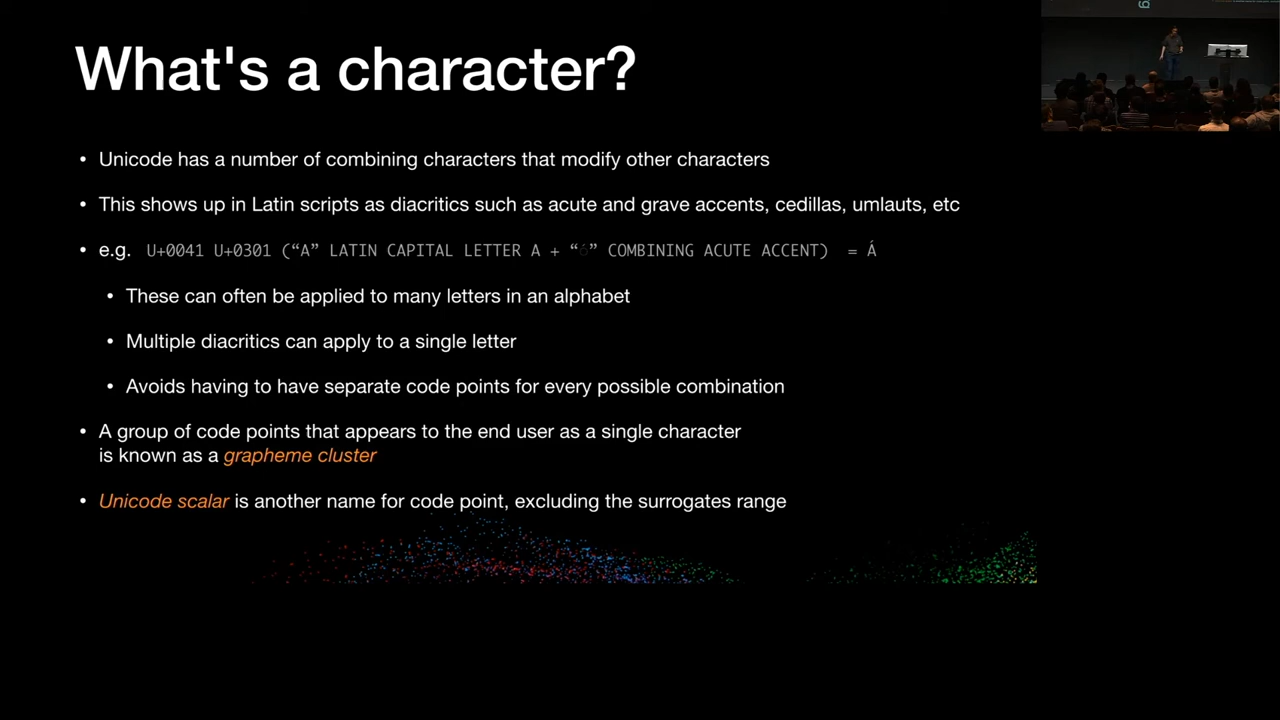 What's a character?
• Unicode has a number of combining characters that modify other characters
• This shows up in Latin scripts as diacritics such as acute and grave accents, cedillas, umlauts, etc
• e.g. U+0041 U+0301 (“A” LATIN CAPITAL LETTER A + “◌́” COMBINING ACUTE ACCENT) = Á
• These can often be applied to many letters in an alphabet
• Multiple diacritics can apply to a single letter
• Avoids having to have separate code points for every possible combination
• A group of code points that appears to the end user as a single character
is known as a grapheme cluster
• Unicode scalar is another name for code point, excluding the surrogates range